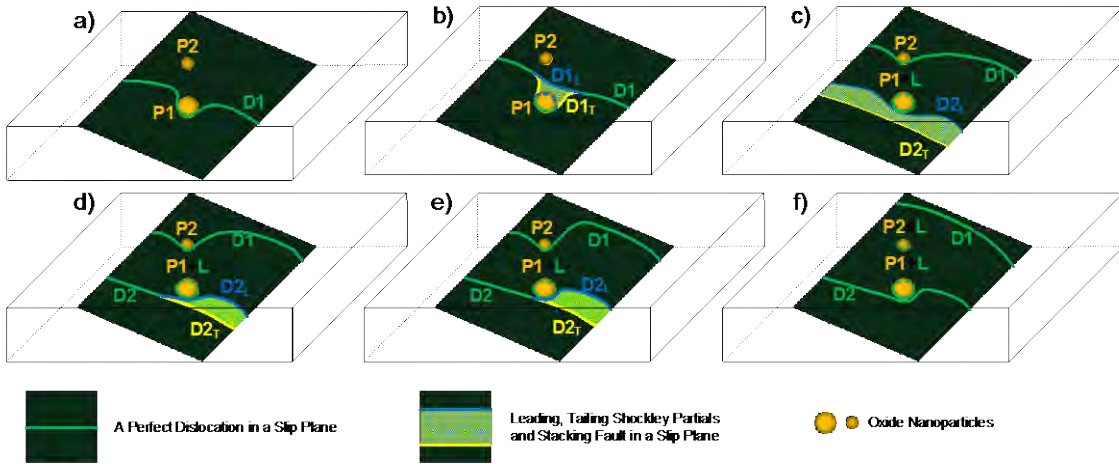 a)
P2
P1
D1
b)
P2
D1L
P1
D1T
D1
c)
P2
D1
P1 L
D2L
D2T
d)
P2
D1
P1 L
D2
D2L
D2T
e)
P2
D1
P1 L
D2
D2L
D2T
f)
P2 L
D1
P1 L
D2
A Perfect Dislocation in a Slip Plane
Leading, Tailing Shockley Partials
and Stacking Fault in a Slip Plane
Oxide Nanoparticles